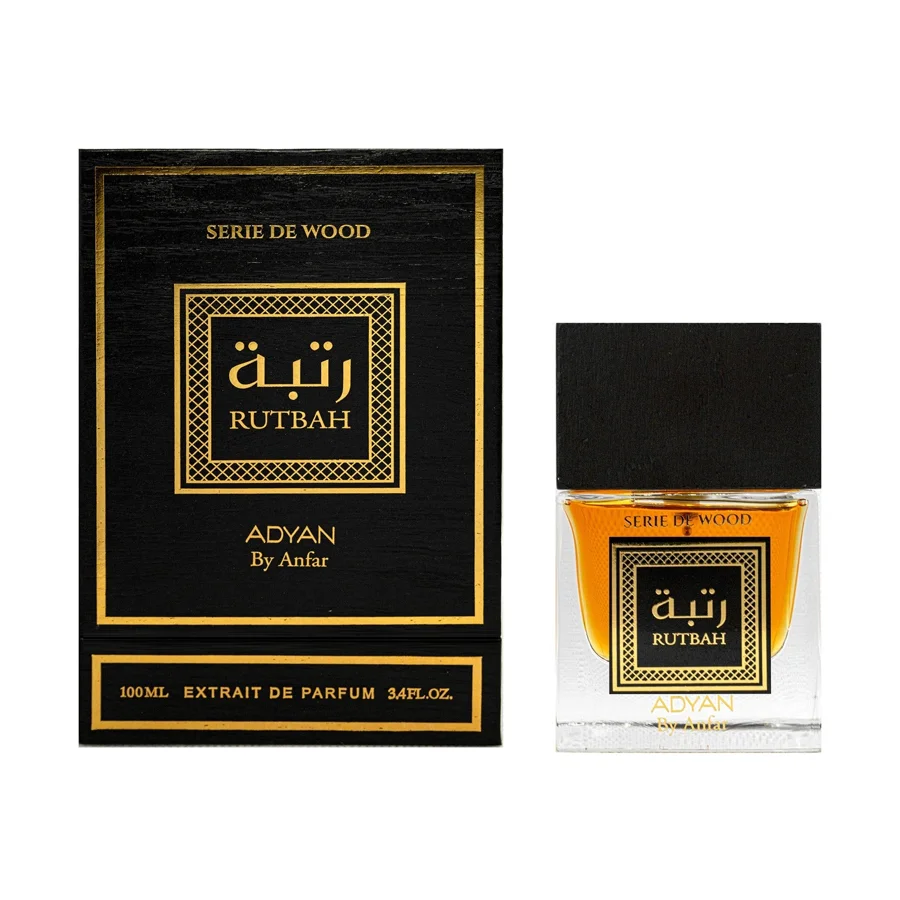 SERIE DE WOOD
رتبة
RUTBAH
ADYAN
By Anfar
100ML EXTRAIT DE PARFUM 3.4FL.OZ.
SERIE DE WOOD
رتبة
RUTBAH
ADYAN
By Anfar